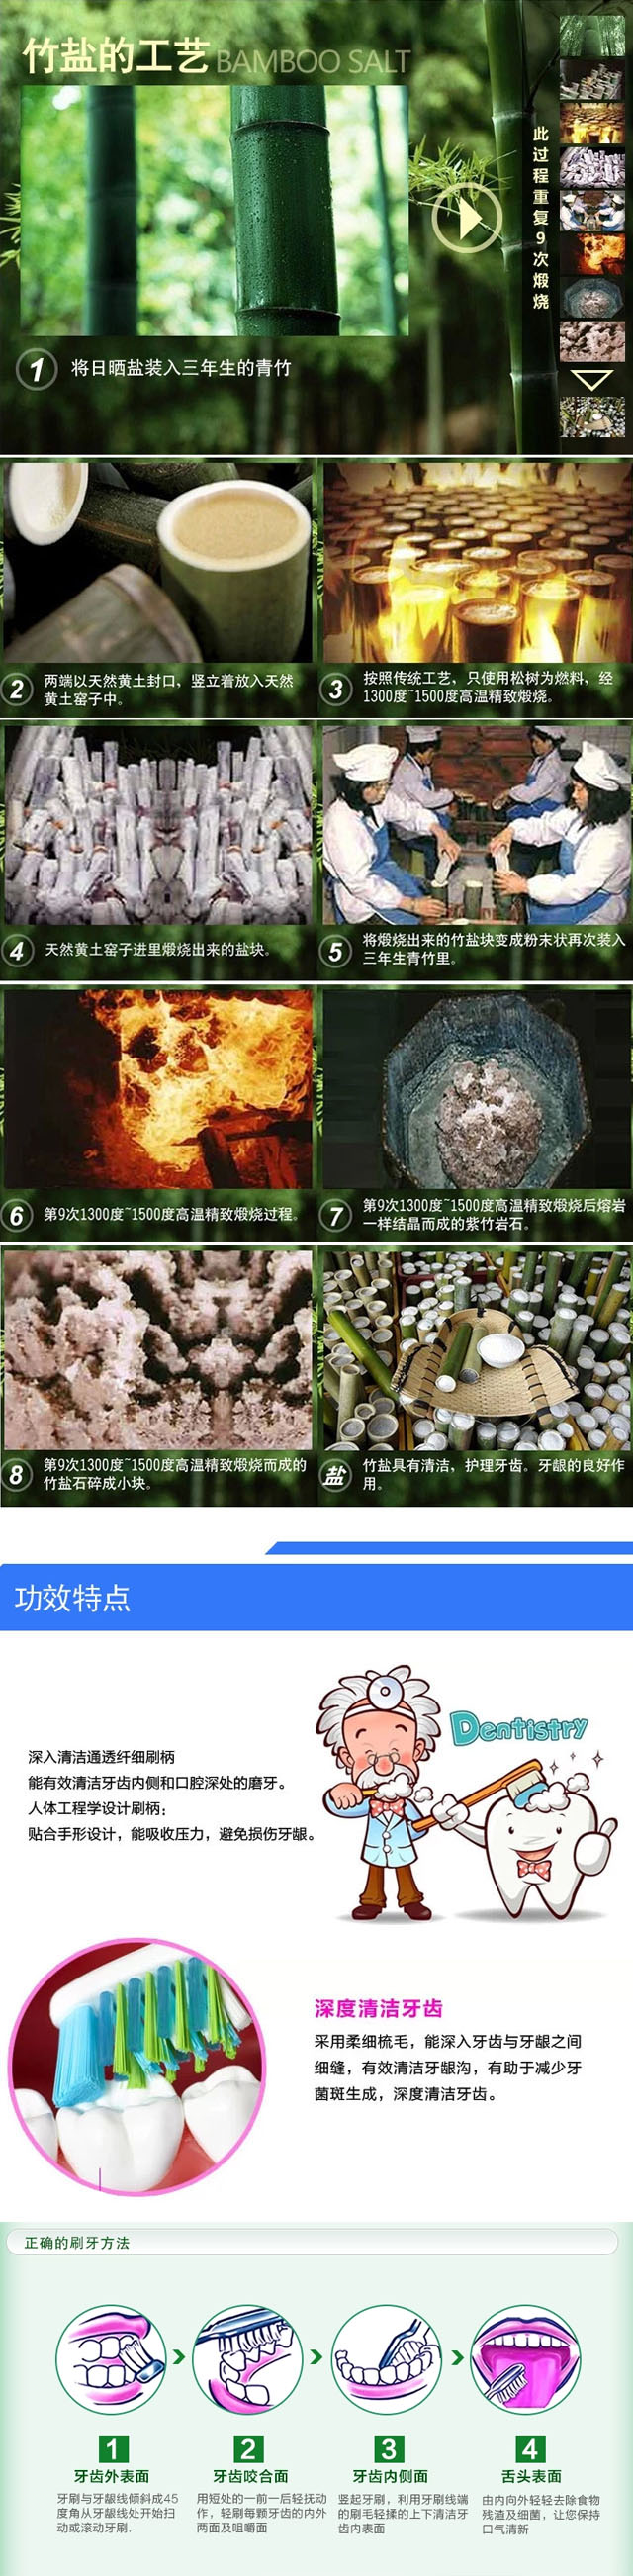 竹盐的工艺 BAMBOO SALT
此过程重复9次煅烧
1 将日晒盐装入三年生的青竹
2 两端以天然黄土封口，竖立着放入天然
黄土窑子中。
3 按照传统工艺，只使用松树为燃料，经
1300度~1500度高温精致煅烧。
4 天然黄土窑子进里煅烧出来的盐块。
5 将煅烧出来的竹盐块变成粉末状再次装入
三年生青竹里。
6 第9次1300度~1500度高温精致煅烧过程。
7 第9次1300度~1500度高温精致煅烧后熔岩
一样结晶而成的紫竹岩石。
8 第9次1300度~1500度高温精致煅烧而成的
竹盐石碎成小块。
盐 竹盐具有清洁，护理牙齿。牙龈的良好作
用。
功效特点
Dentistry
深入清洁通透纤细刷柄
能有效清洁牙齿内侧和口腔深处的磨牙。
人体工程学设计刷柄；
贴合手形设计，能吸收压力，避免损伤牙龈。
深度清洁牙齿
采用柔细梳毛，能深入牙齿与牙龈之间
细缝，有效清洁牙龈沟，有助于减少牙
菌斑生成，深度清洁牙齿。
正确的刷牙方法
1
牙齿外表面
牙刷与牙龈线倾斜成45
度角从牙龈线处开始扫
动或滚动牙刷.
2
牙齿咬合面
用短处的一前一后轻抚动
作，轻刷每颗牙齿的内外
两面及咀嚼面
3
牙齿内侧面
竖起牙刷，利用牙刷线端
的刷毛轻揉的上下清洁牙
齿内表面
4
舌头表面
由内向外轻轻去除食物
残渣及细菌，让您保持
口气清新